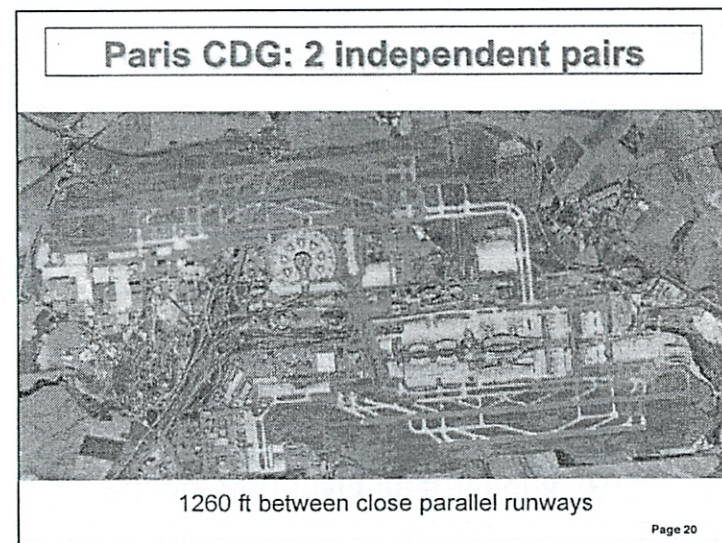 Paris CDG: 2 independent pairs
1260 ft between close parallel runways
Page 20